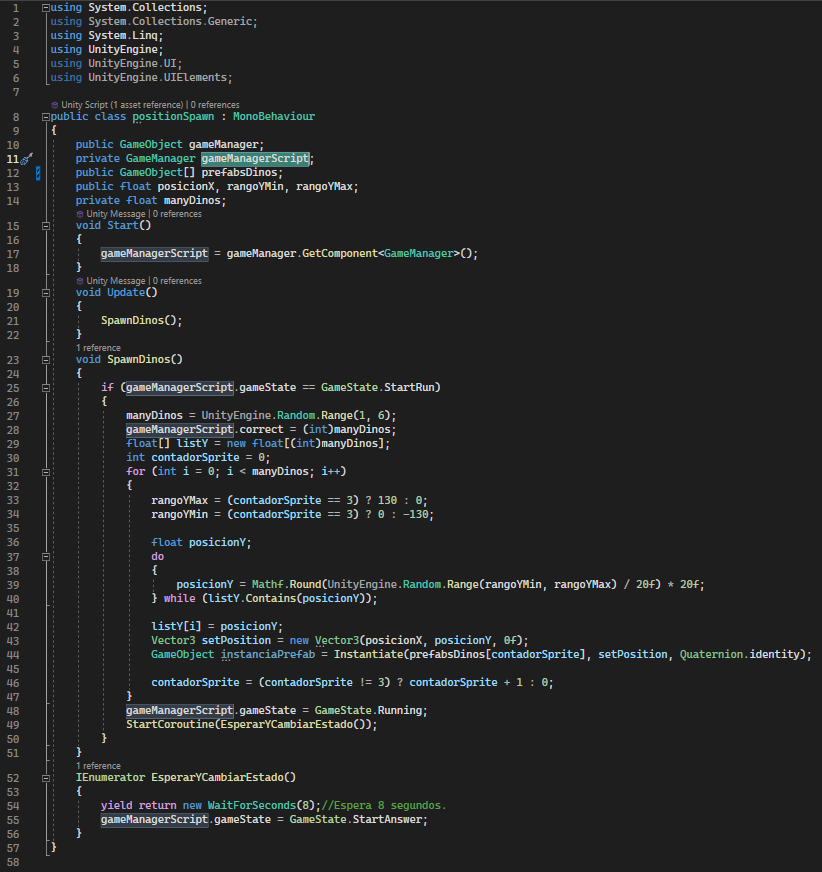 1 using System.Collections;
2 using System.Collections.Generic;
3 using System.Linq;
4 using UnityEngine;
5 using UnityEngine.UI;
6 using UnityEngine.UIElements;
7
Unity Script (1 asset reference) | 0 references
8 public class positionSpawn : MonoBehaviour
9 {
10 public GameObject gameManager;
11 private GameManager gameManagerScript;
12 public GameObject[] prefabsDinos;
13 public float posicionX, rangoYMin, rangoYMax;
14 private float manyDinos;
Unity Message | 0 references
15 void Start()
16 {
17 gameManagerScript = gameManager.GetComponent<GameManager>();
18 }
Unity Message | 0 references
19 void Update()
20 {
21 SpawnDinos();
22 }
1 reference
23 void SpawnDinos()
24 {
25 if (gameManagerScript.gameState == GameState.StartRun)
26 {
27 manyDinos = UnityEngine.Random.Range(1, 6);
28 gameManagerScript.correct = (int)manyDinos;
29 float[] listY = new float[(int)manyDinos];
30 int contadorSprite = 0;
31 for (int i = 0; i < manyDinos; i++)
32 {
33 rangoYMax = (contadorSprite == 3) ? 130 : 0;
34 rangoYMin = (contadorSprite == 3) ? 0 : -130;
35
36 float posicionY;
37 do
38 {
39 posicionY = Mathf.Round(UnityEngine.Random.Range(rangoYMin, rangoYMax) / 20f) * 20f;
40 } while (listY.Contains(posicionY));
41
42 listY[i] = posicionY;
43 Vector3 setPosition = new Vector3(posicionX, posicionY, 0f);
44 GameObject instanciaPrefab = Instantiate(prefabsDinos[contadorSprite], setPosition, Quaternion.identity);
45
46 contadorSprite = (contadorSprite != 3) ? contadorSprite + 1 : 0;
47 }
48 gameManagerScript.gameState = GameState.Running;
49 StartCoroutine(EsperarYCambiarEstado());
50 }
51 }
1 reference
52 IEnumerator EsperarYCambiarEstado()
53 {
54 yield return new WaitForSeconds(8);//Espera 8 segundos.
55 gameManagerScript.gameState = GameState.StartAnswer;
56 }
57 }
58